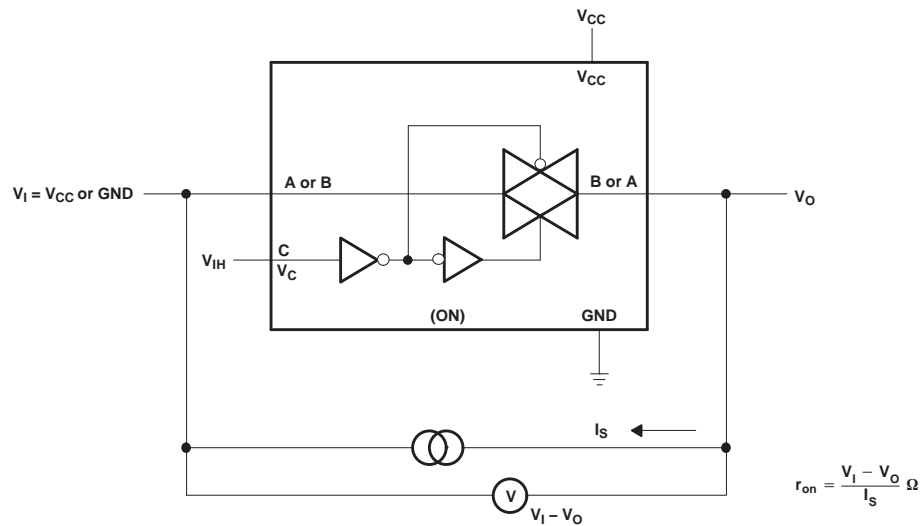 VCC
VCC
VI = VCC or GND
A or B
B or A
VO
VIH
C
VC
(ON)
GND
IS
V
VI – VO
ron = VI – VO / IS Ω